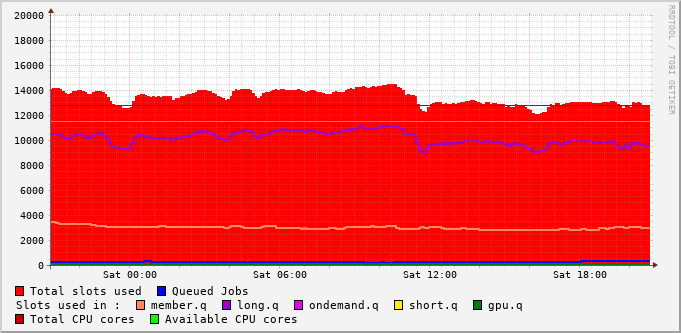 20000
18000
16000
14000
12000
10000
8000
6000
4000
2000
0
Sat 00:00 Sat 06:00 Sat 12:00 Sat 18:00
Total slots used Queued Jobs
Slots used in : member.q long.q ondemand.q short.q gpu.q
Total CPU cores Available CPU cores
RRDTOOL / TOBI OETIKER